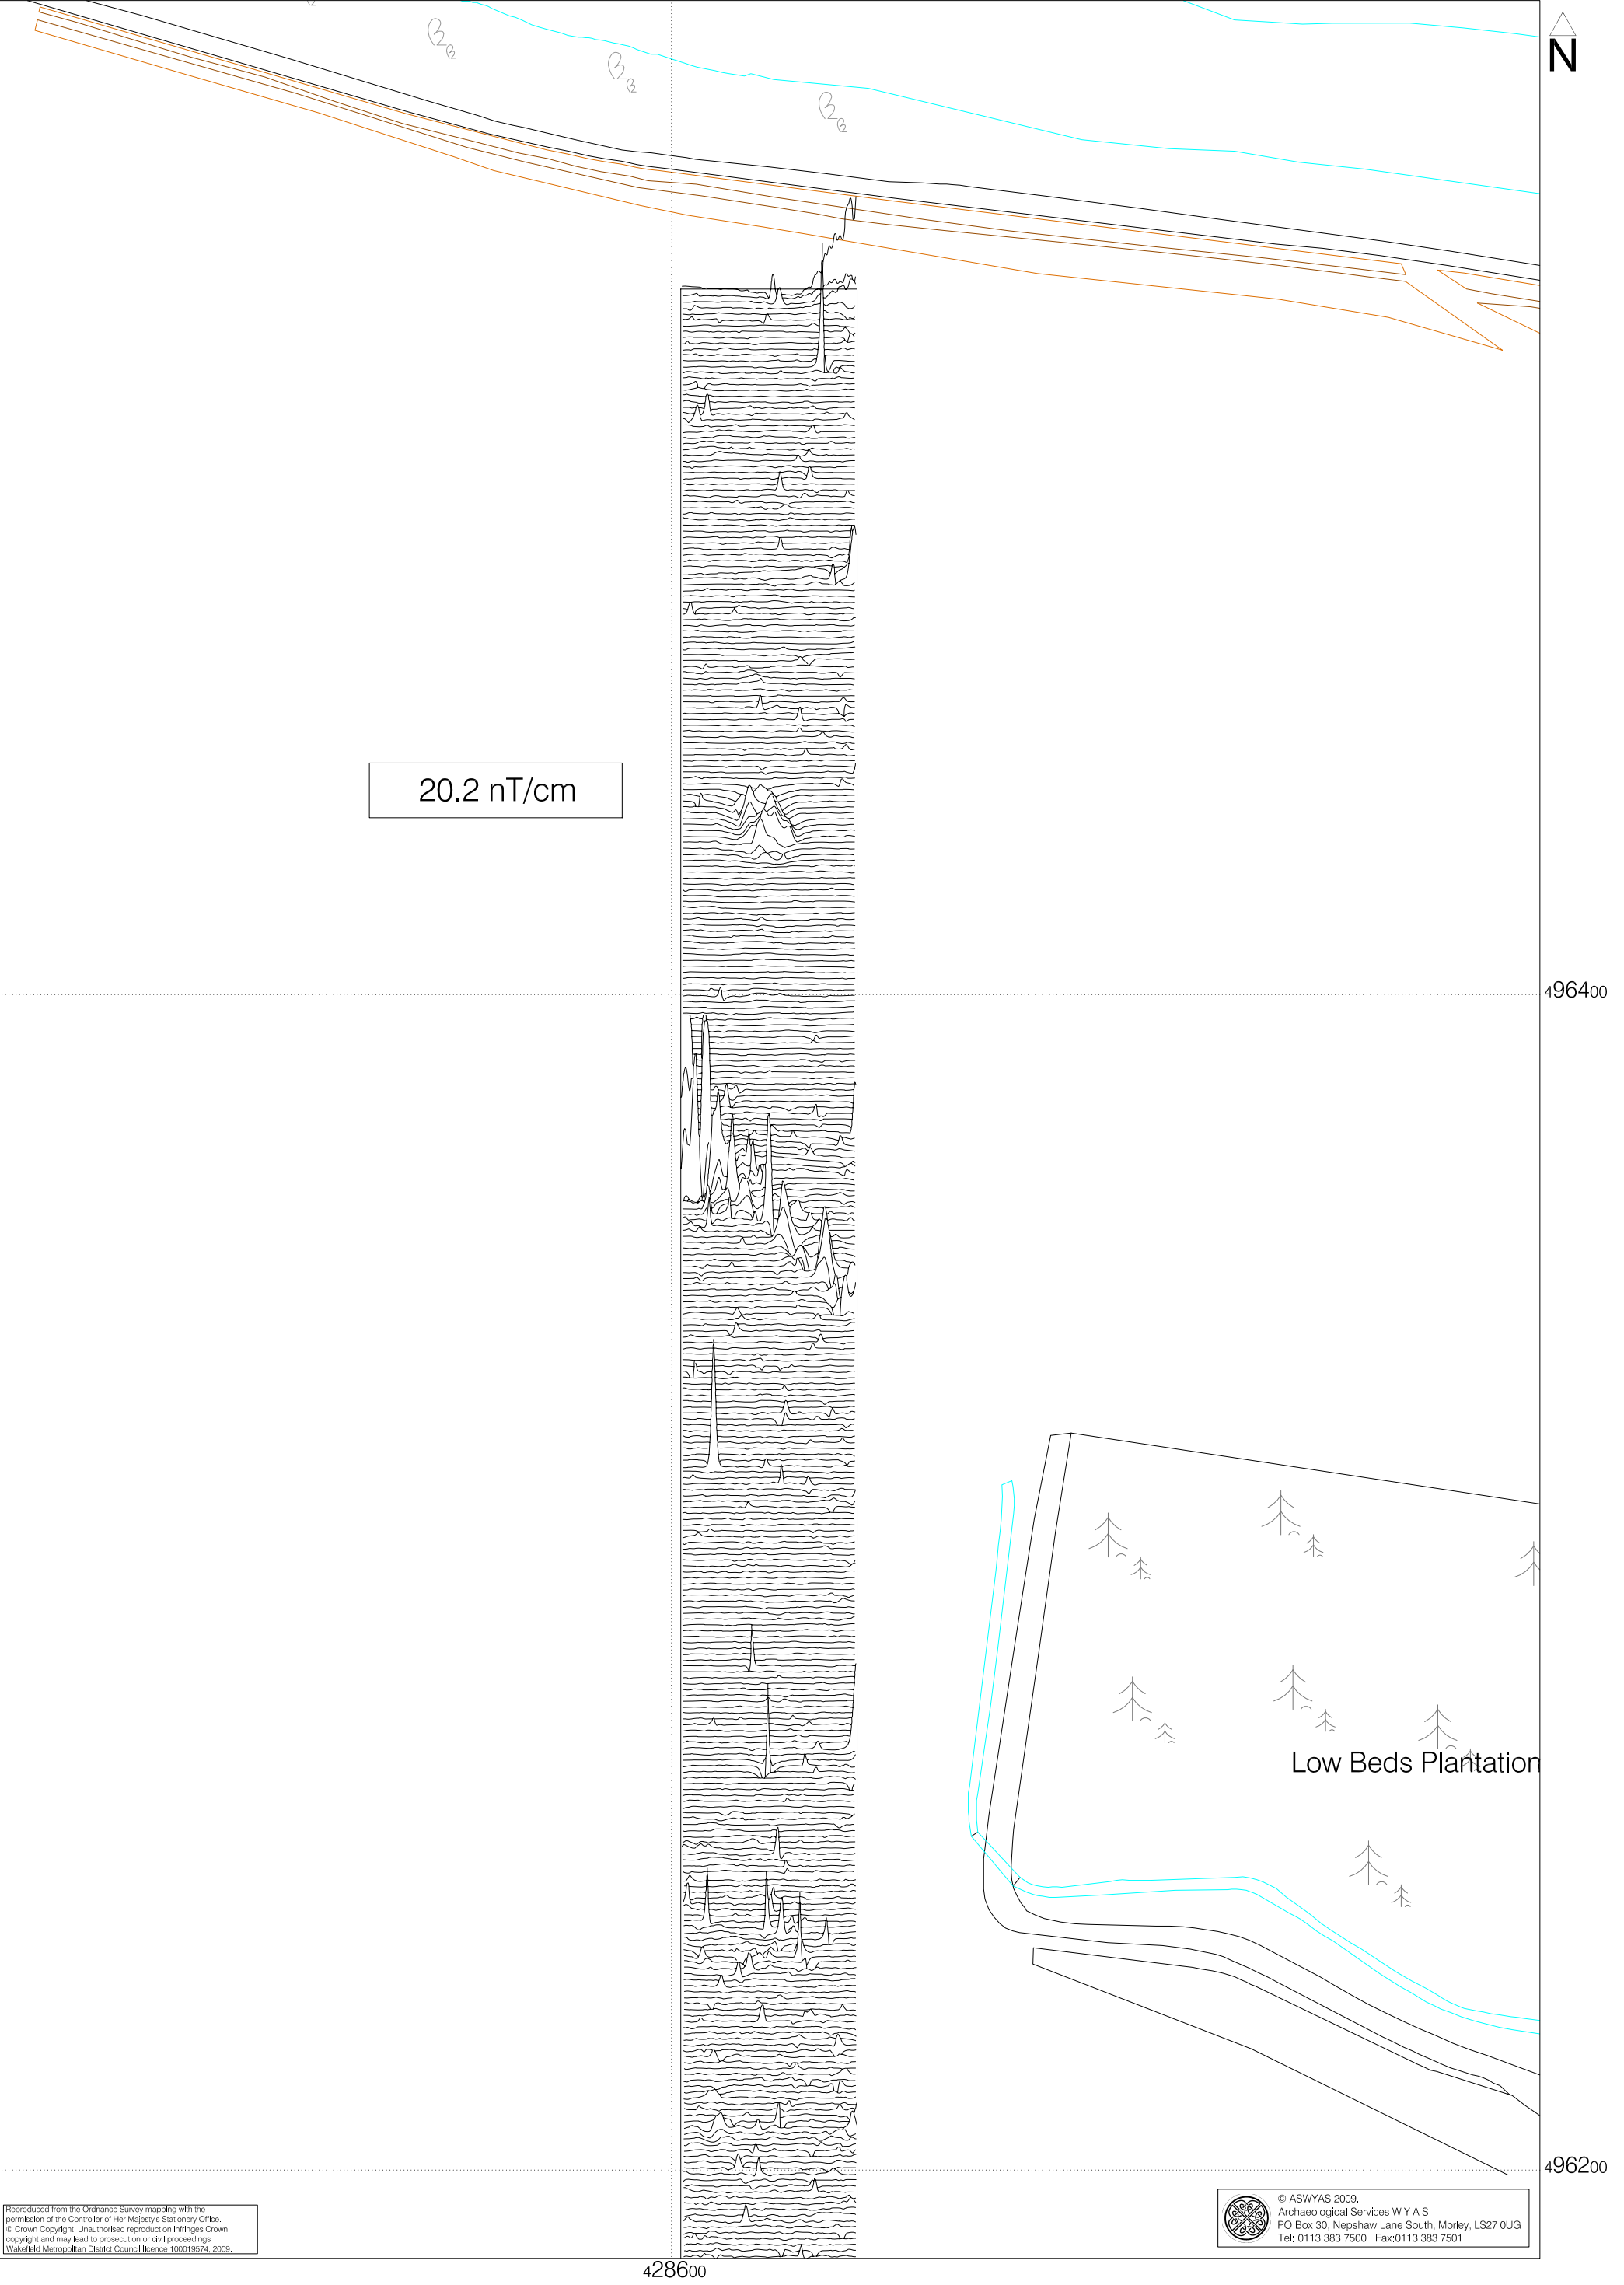 N
20.2 nT/cm
496400
Low Beds Plantation
496200
Reproduced from the Ordnance Survey mapping with the
permission of the Controller of Her Majesty's Stationery Office.
© Crown Copyright. Unauthorised reproduction infringes Crown
copyright and may lead to prosecution or civil proceedings.
Wakefield Metropolitan District Council licence 100019574, 2009.
© ASWYAS 2009.
Archaeological Services W Y A S
PO Box 30, Nepshaw Lane South, Morley, LS27 0UG
Tel: 0113 383 7500 Fax:0113 383 7501
428600